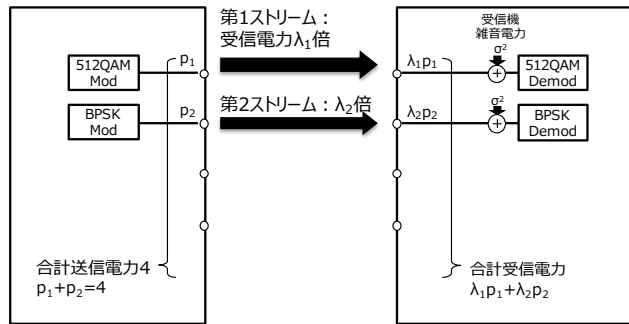 第1ストリーム：
受信電力λ₁倍
受信機
雑音電力
σ²
512QAM
Mod
p₁
λ₁p₁
+
512QAM
Demod
第2ストリーム：λ₂倍
σ²
BPSK
Mod
p₂
λ₂p₂
+
BPSK
Demod
合計送信電力4
p₁+p₂=4
合計受信電力
λ₁p₁+λ₂p₂